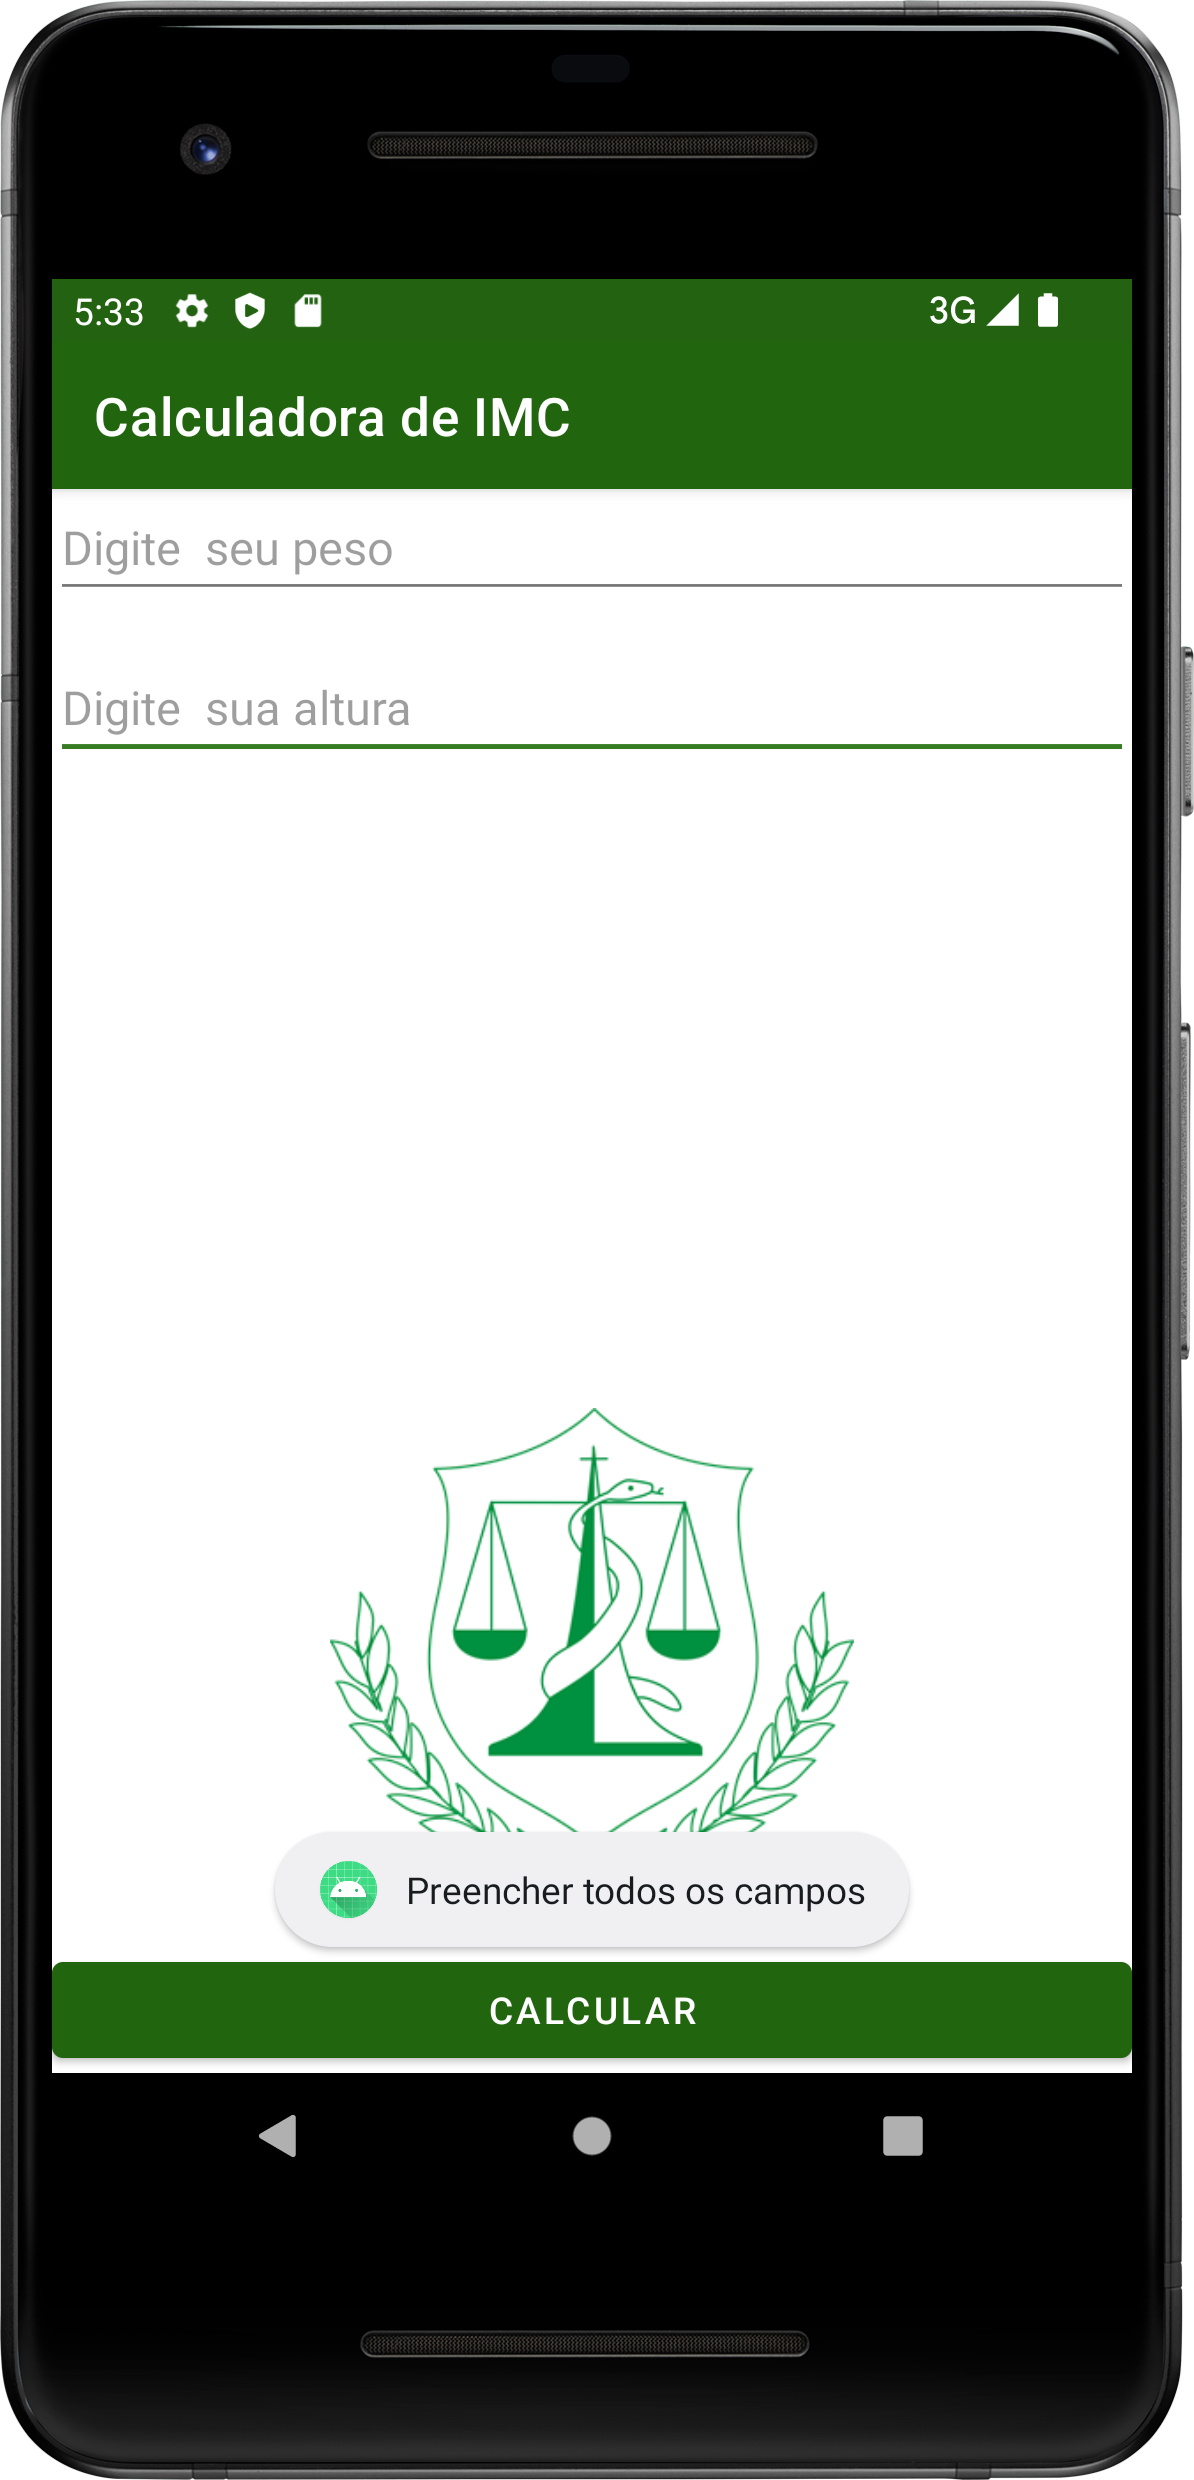 5:33 3G
Calculadora de IMC
Digite  seu peso
Digite  sua altura
Preencher todos os campos
CALCULAR